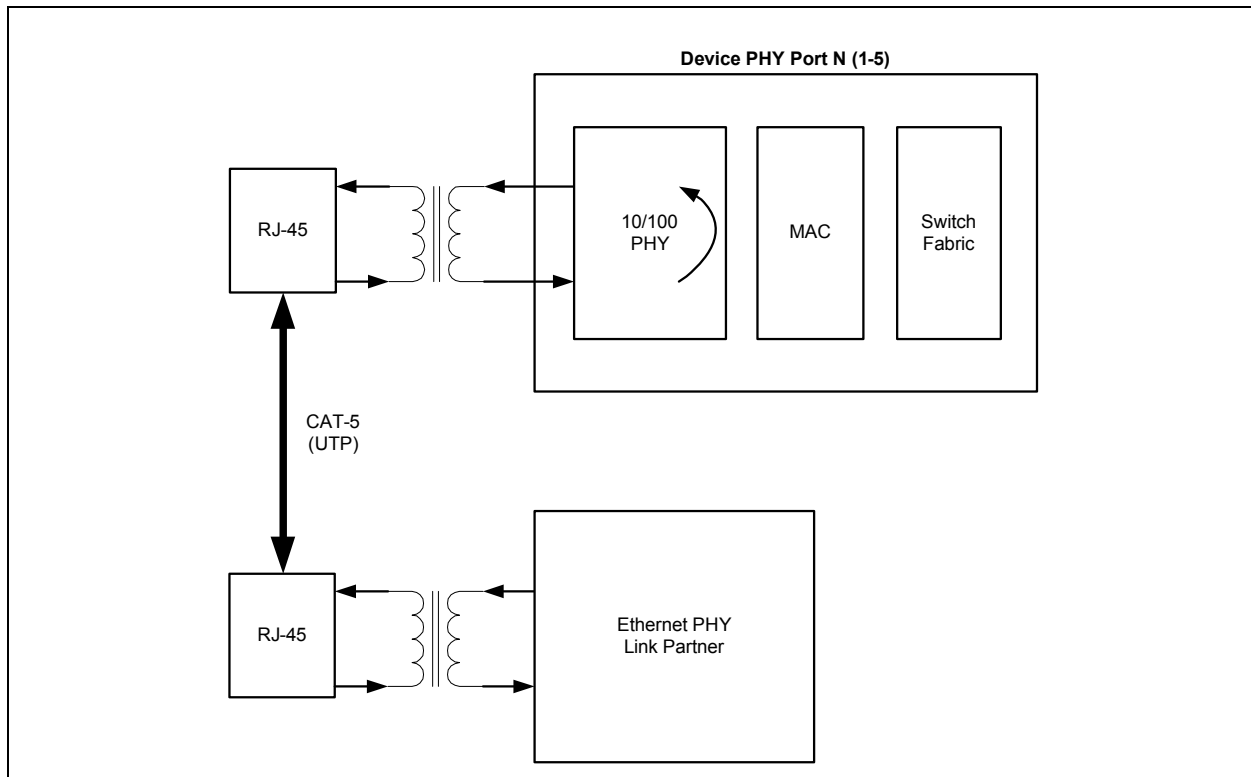 Device PHY Port N (1-5)
RJ-45
10/100
PHY
MAC
Switch
Fabric
CAT-5
(UTP)
RJ-45
Ethernet PHY
Link Partner